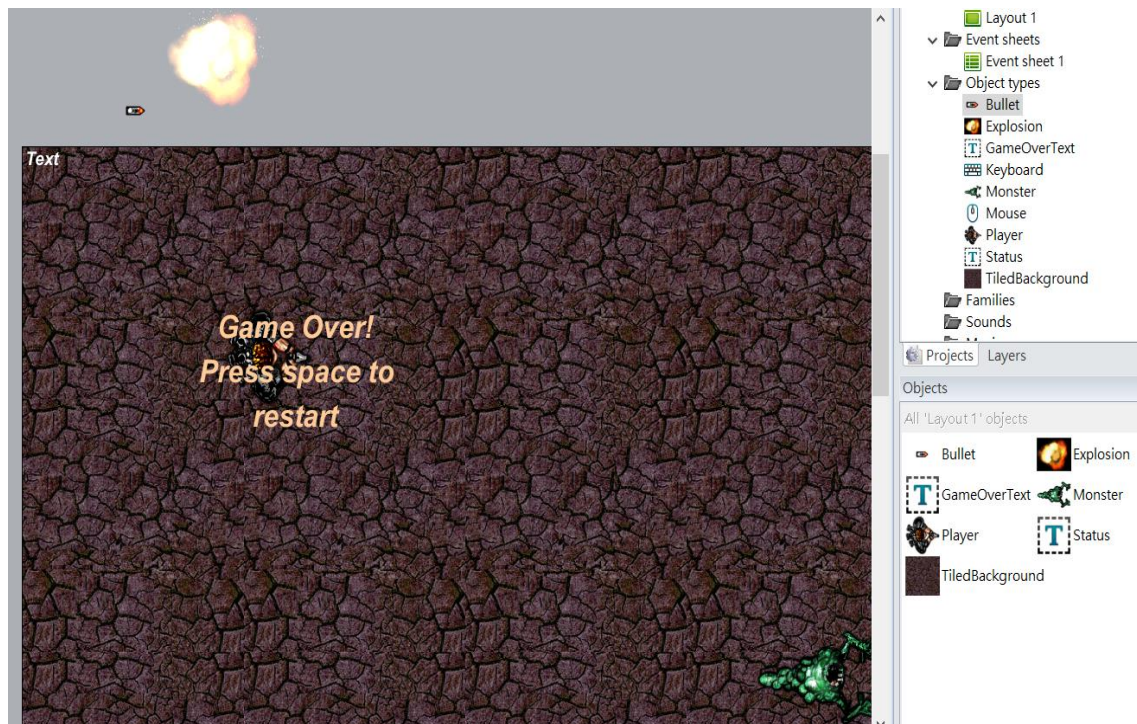 Text
Game Over!
Press space to
restart
Layout 1
Event sheets
Event sheet 1
Object types
Bullet
Explosion
GameOverText
Keyboard
Monster
Mouse
Player
Status
TiledBackground
Families
Sounds
Projects Layers
Objects
All 'Layout 1' objects
Bullet Explosion
T GameOverText Monster
Player T Status
TiledBackground